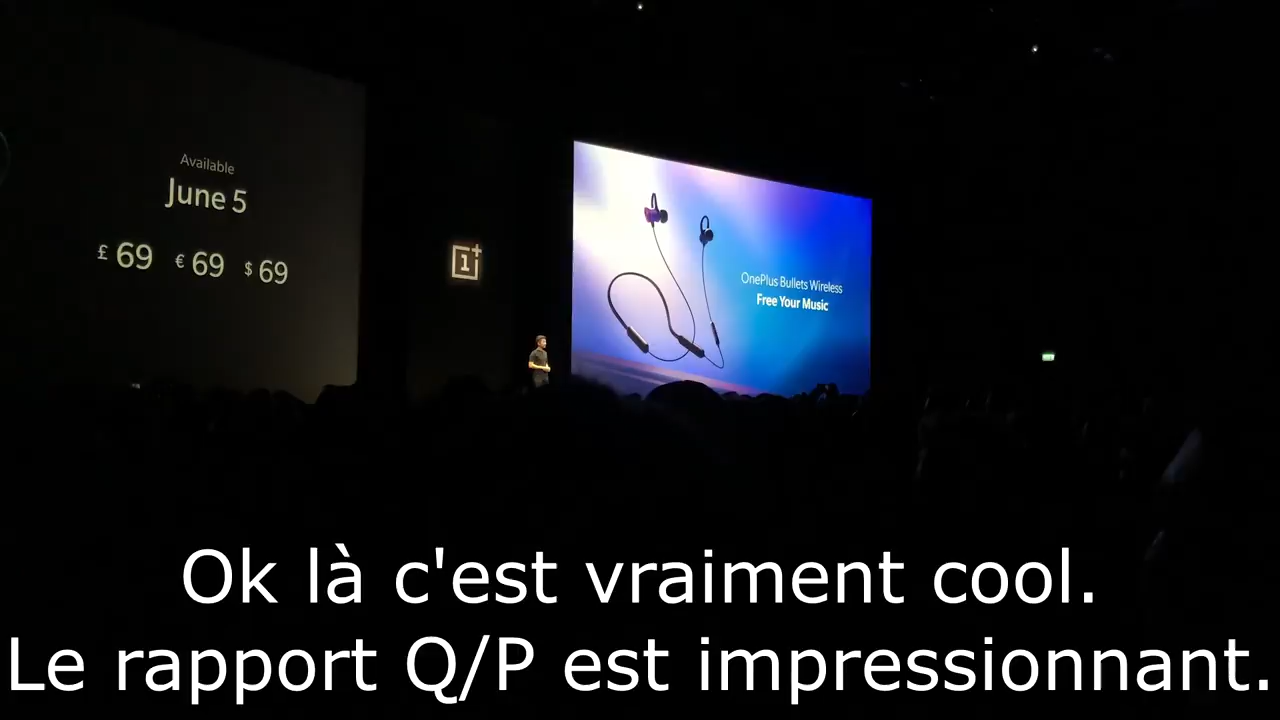 Available
June 5
£ 69 € 69 $ 69
OnePlus Bullets Wireless
Free Your Music
Ok là c'est vraiment cool.
Le rapport Q/P est impressionnant.